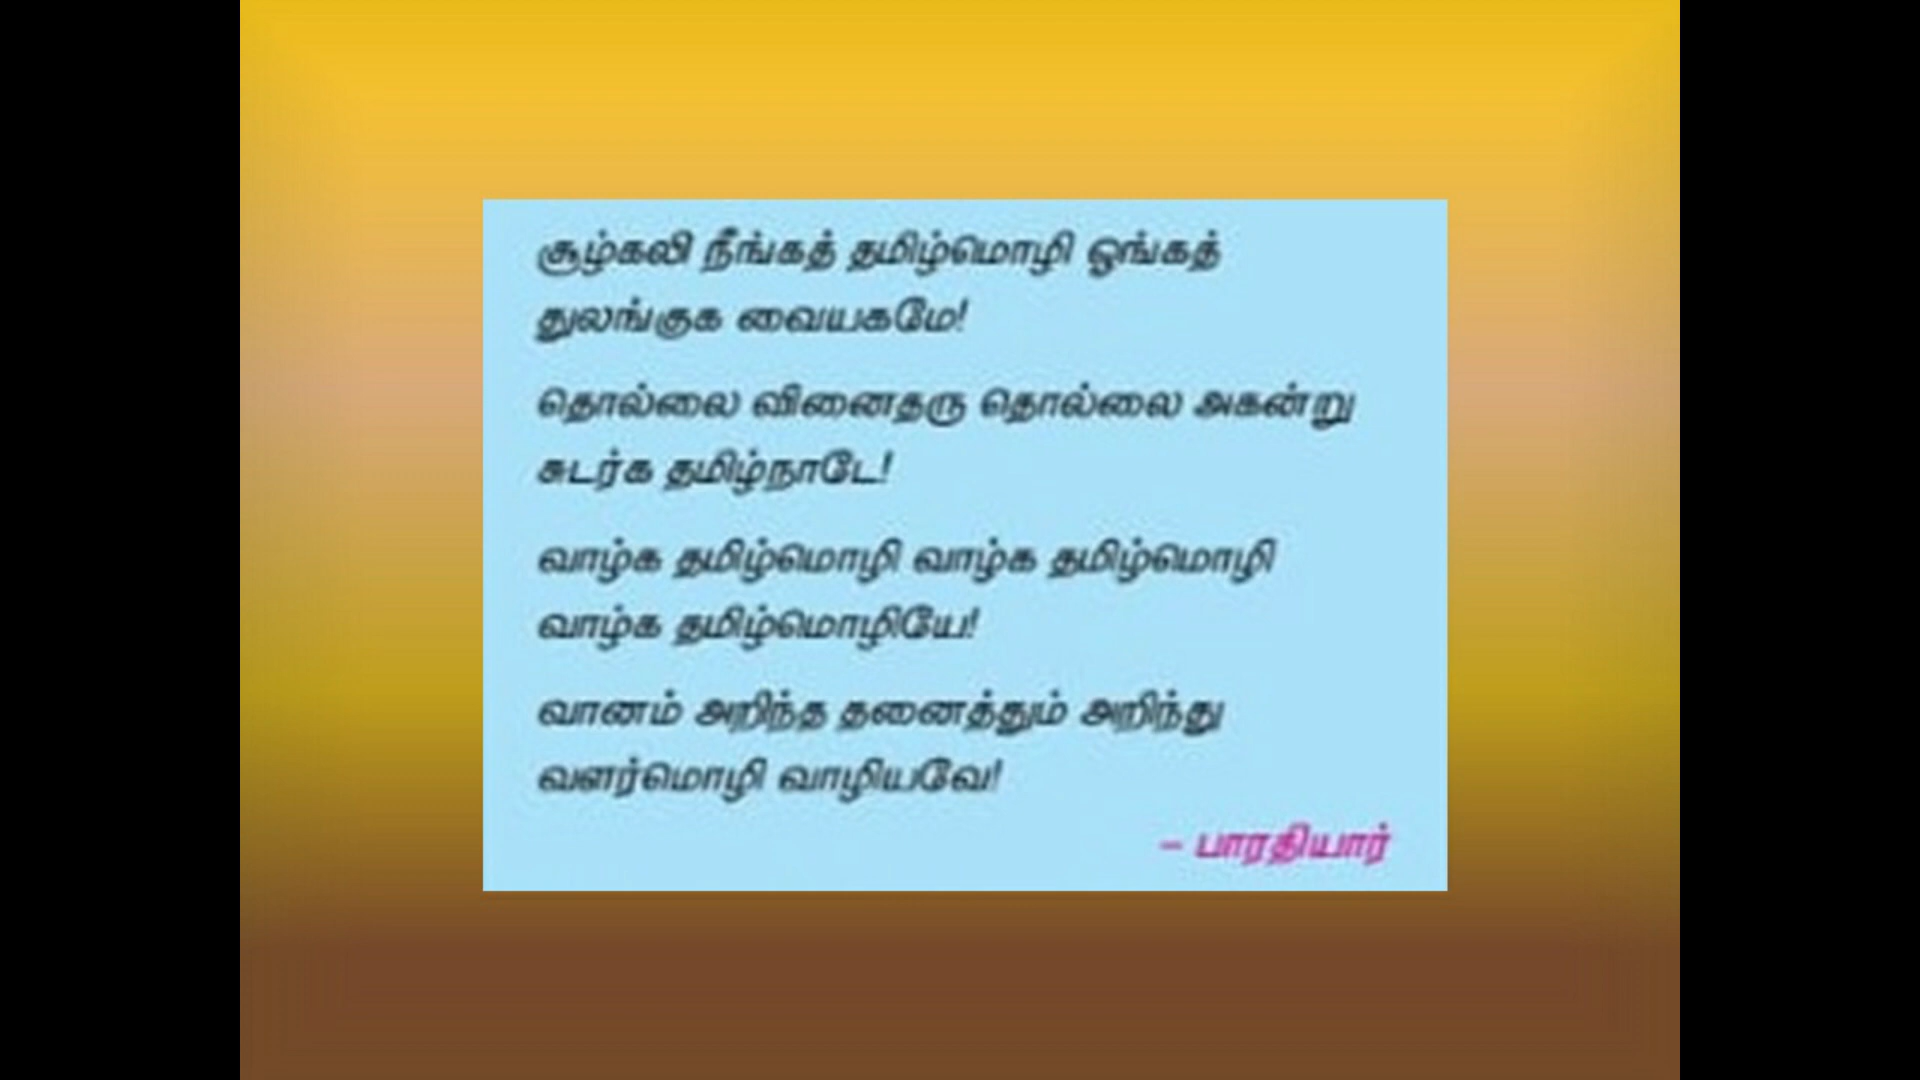 சூழ்கலி நீங்கத் தமிழ்மொழி ஓங்கத்
துலங்குக வையகமே!
தொல்லை வினைதரு தொல்லை அகன்று
சுடர்க தமிழ்நாடே!
வாழ்க தமிழ்மொழி வாழ்க தமிழ்மொழி
வாழ்க தமிழ்மொழியே!
வானம் அறிந்த தனைத்தும் அறிந்து
வளர்மொழி வாழியவே!
– பாரதியார்